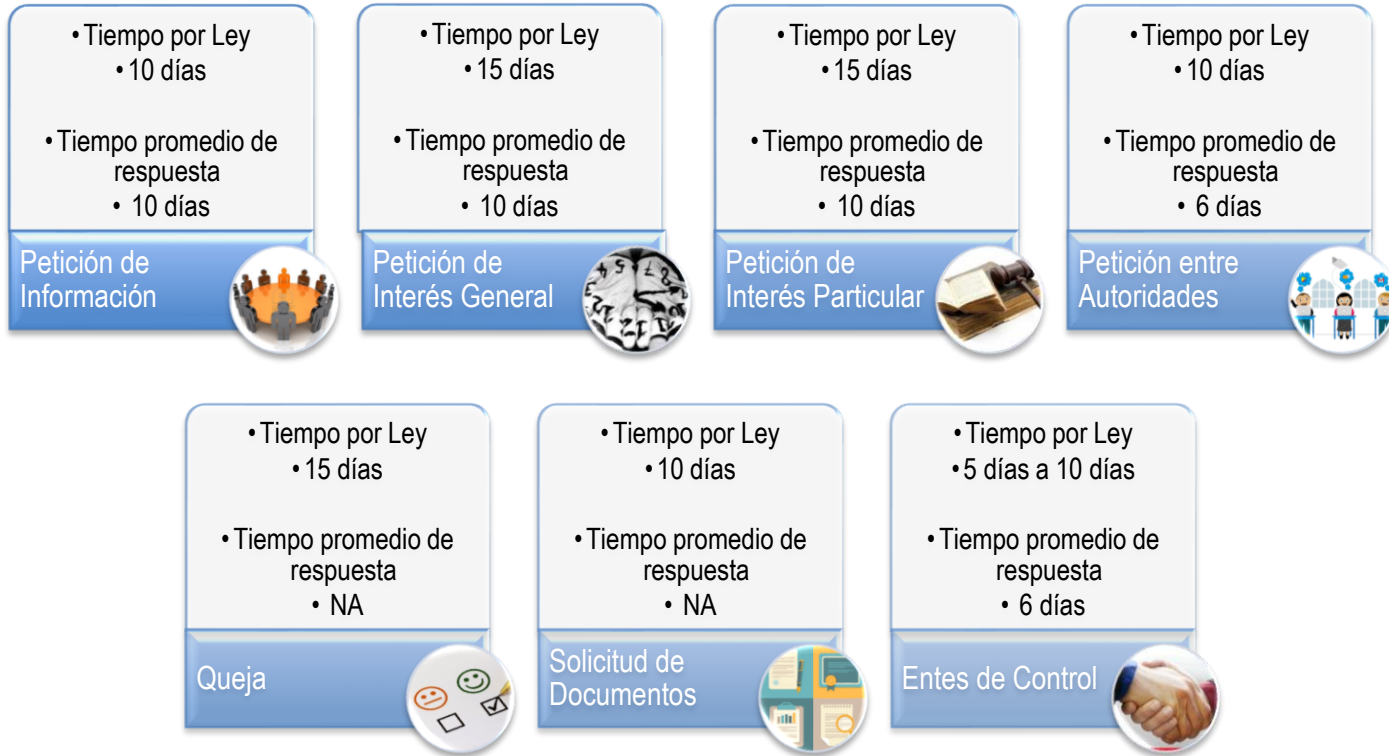 • Tiempo por Ley
• 10 días
• Tiempo promedio de
respuesta
• 10 días
Petición de
Información
• Tiempo por Ley
• 15 días
• Tiempo promedio de
respuesta
• 10 días
Petición de
Interés General
• Tiempo por Ley
• 15 días
• Tiempo promedio de
respuesta
• 10 días
Petición de
Interés Particular
• Tiempo por Ley
• 10 días
• Tiempo promedio de
respuesta
• 6 días
Petición entre
Autoridades
• Tiempo por Ley
• 15 días
• Tiempo promedio de
respuesta
• NA
Queja
• Tiempo por Ley
• 10 días
• Tiempo promedio de
respuesta
• NA
Solicitud de
Documentos
• Tiempo por Ley
• 5 días a 10 días
• Tiempo promedio de
respuesta
• 6 días
Entes de Control